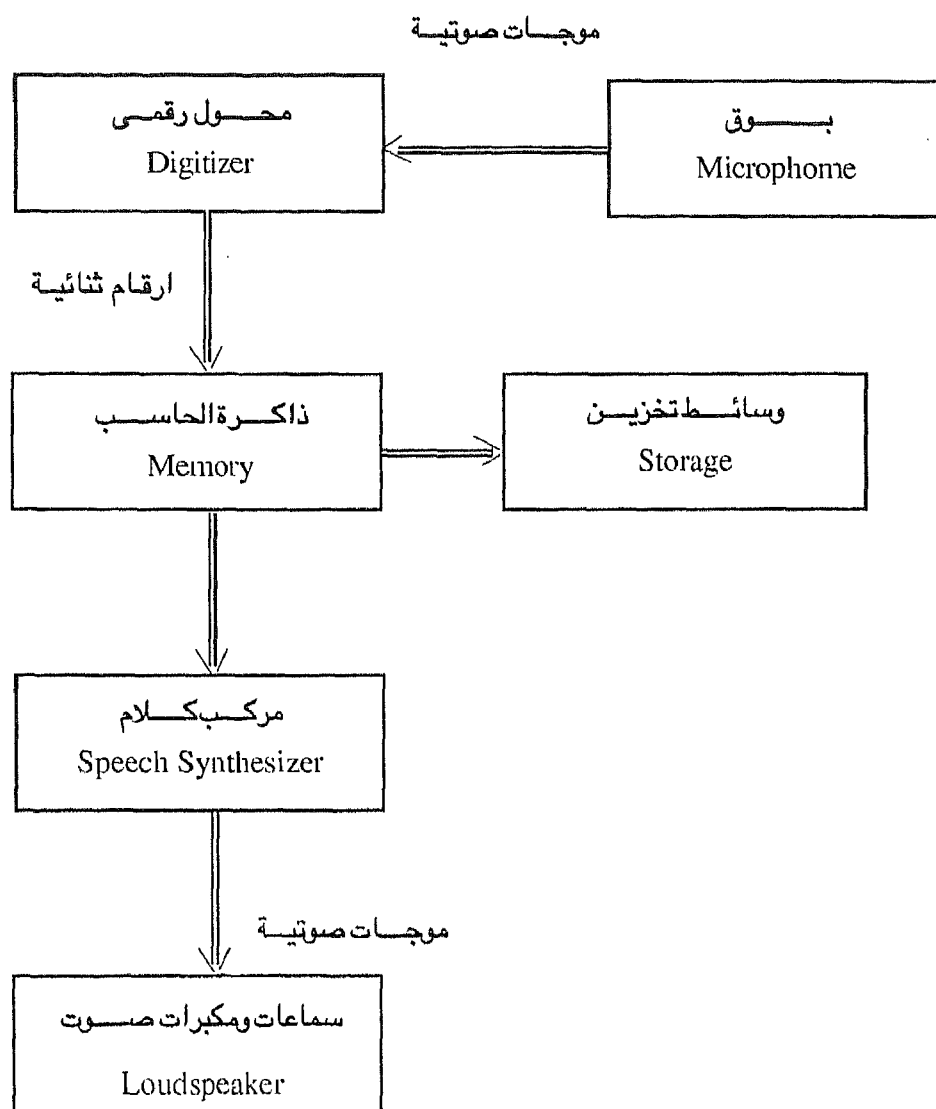 موجات صوتية
بوق
Microphome
محول رقمى
Digitizer
ارقام ثنائية
ذاكرة الحاسب
Memory
وسائط تخزين
Storage
مركب كلام
Speech Synthesizer
موجات صوتية
سماعات ومكبرات صوت
Loudspeaker